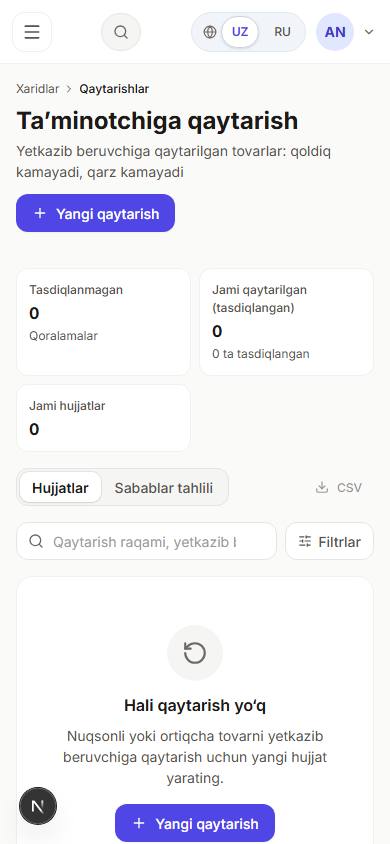 UZ
RU
AN
Xaridlar > Qaytarishlar
Ta’minotchiga qaytarish
Yetkazib beruvchiga qaytarilgan tovarlar: qoldiq
kamayadi, qarz kamayadi
+ Yangi qaytarish
Tasdiqlanmagan
0
Qoralamalar
Jami qaytarilgan
(tasdiqlangan)
0
0 ta tasdiqlangan
Jami hujjatlar
0
Hujjatlar
Sabablar tahlili
CSV
Qaytarish raqami, yetkazib
Filtrlar
Hali qaytarish yo‘q
Nuqsonli yoki ortiqcha tovarni yetkazib
beruvchiga qaytarish uchun yangi hujjat
yarating.
N
+ Yangi qaytarish